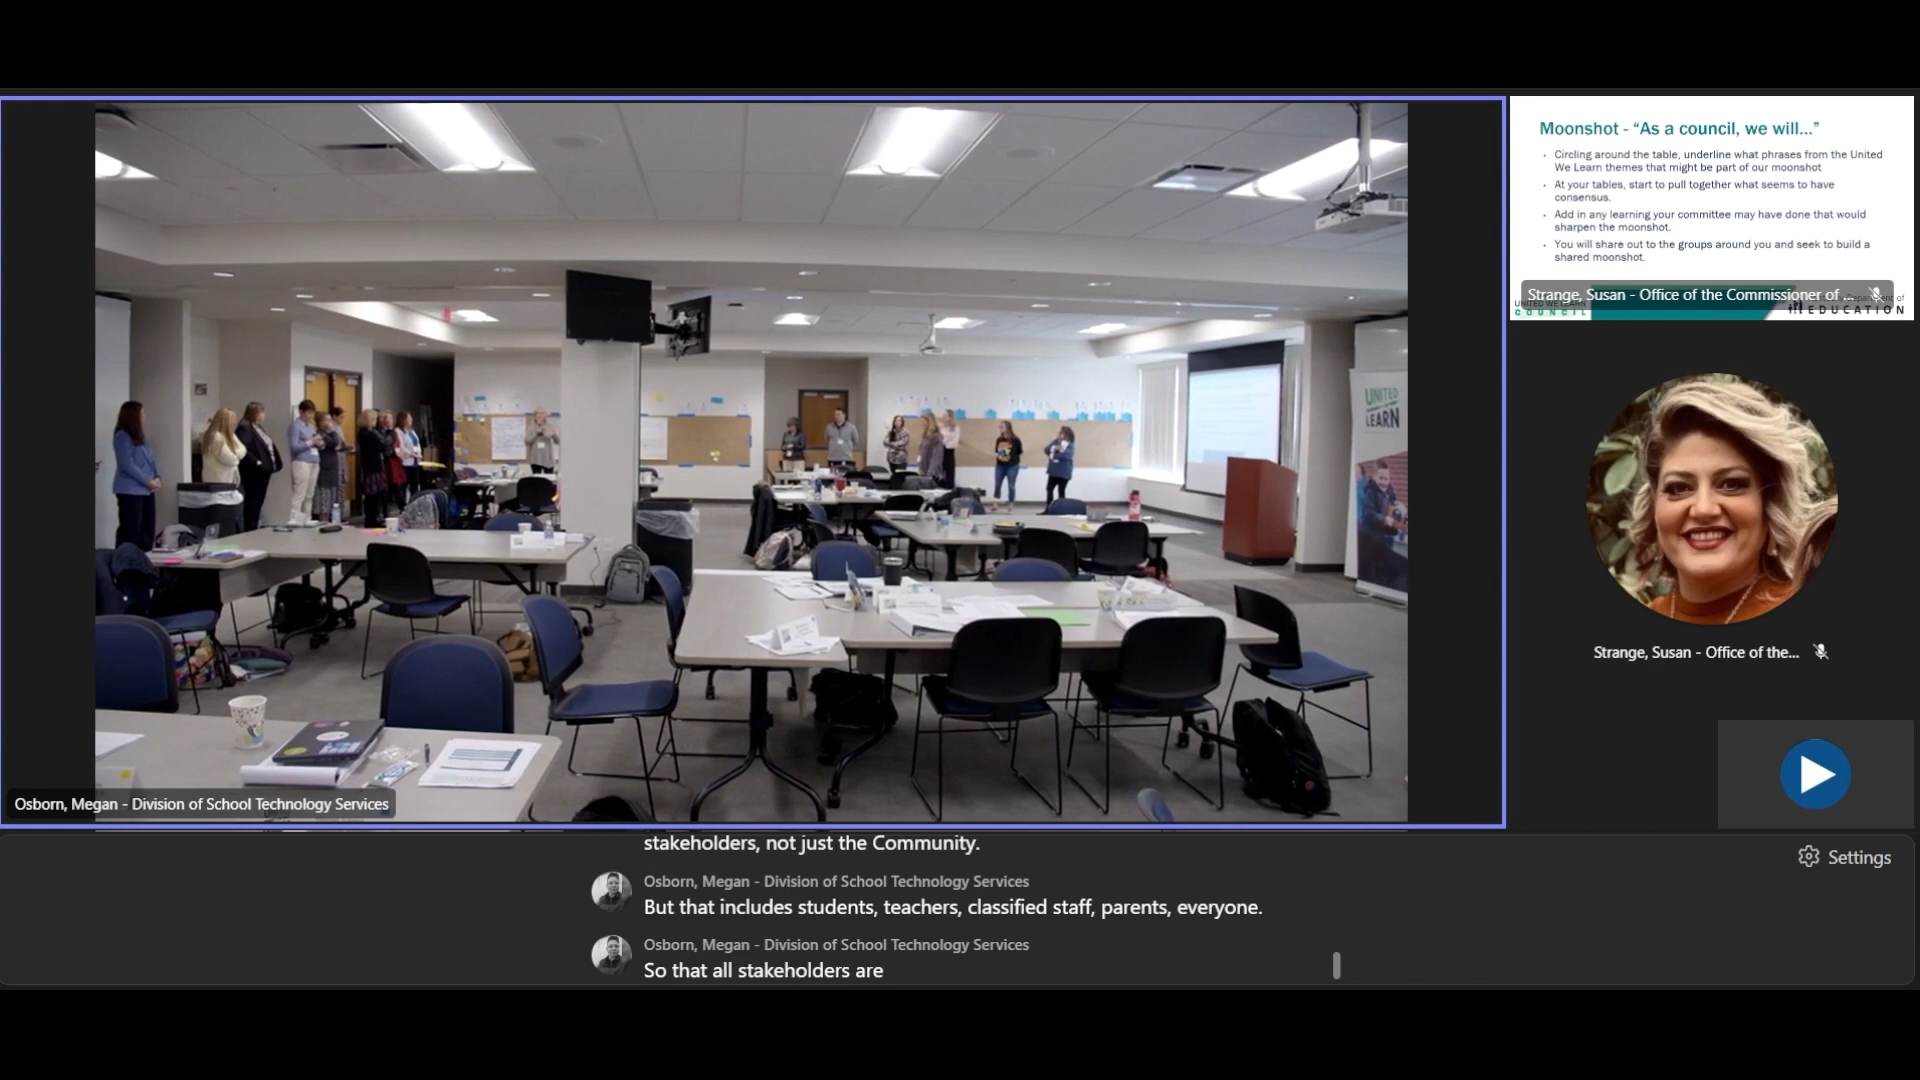 UNITED
LEARN
Osborn, Megan - Division of School Technology Services
Moonshot - “As a council, we will...”
· Circling around the table, underline what phrases from the United
We Learn themes that might be part of our moonshot
· At your tables, start to pull together what seems to have
consensus.
· Add in any learning your committee may have done that would
sharpen the moonshot.
· You will share out to the groups around you and seek to build a
shared moonshot.
Strange, Susan - Office of the Commissioner of ...
UNITED WE LEARN
COUNCIL
EDUCATION
Strange, Susan - Office of the...
stakeholders, not just the Community.
Osborn, Megan - Division of School Technology Services
But that includes students, teachers, classified staff, parents, everyone.
Osborn, Megan - Division of School Technology Services
So that all stakeholders are
Settings